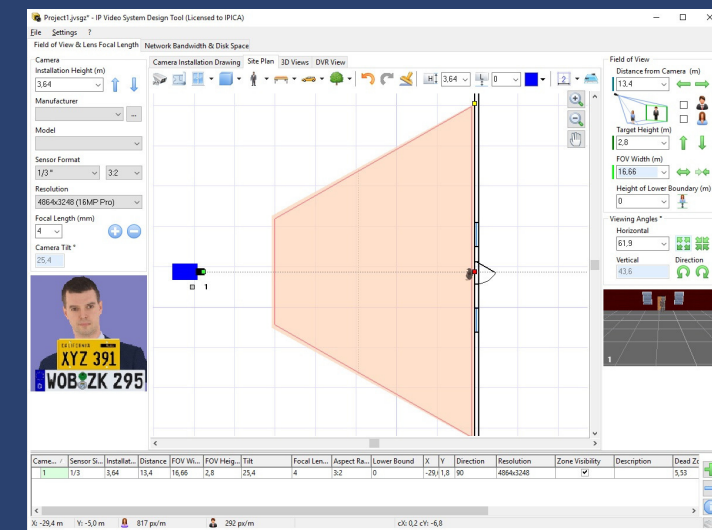 Project1.jvsgz* - IP Video System Design Tool (Licensed to IPICA)
File Settings ?
Field of View & Lens Focal Length Network Bandwidth & Disk Space
Camera
Installation Height (m)
3,64
Manufacturer
...
Model
Sensor Format
1/3 " 3:2
Resolution
4864x3248 (16MP Pro)
Focal Length (mm)
4
Camera Tilt °
25,4
CALIFORNIA
XYZ 391
D WOB ZK 295
Camera Installation Drawing Site Plan 3D Views DVR View
H 3,64 0 2
1
Field of View
Distance from Camera (m)
13,4
Target Height (m)
2,8
FOV Width (m)
16,66
Height of Lower Boundary (m)
0
Viewing Angles °
Horizontal
61,9
Vertical Direction
43,6
1
Came... / Sensor Si... Installat... Distance FOV Wi... FOV Heig... Tilt Focal Len... Aspect Ra... Lower Bound X Y Direction Resolution Zone Visibility Description Dead Zo
1 1/3 3,64 13,4 16,66 2,8 25,4 4 3:2 0 -29,( 1,8 90 4864x3248 5,53
X: -29,4 m Y: -5,0 m 817 px/m 292 px/m cX: 0,2 cY: -6,8